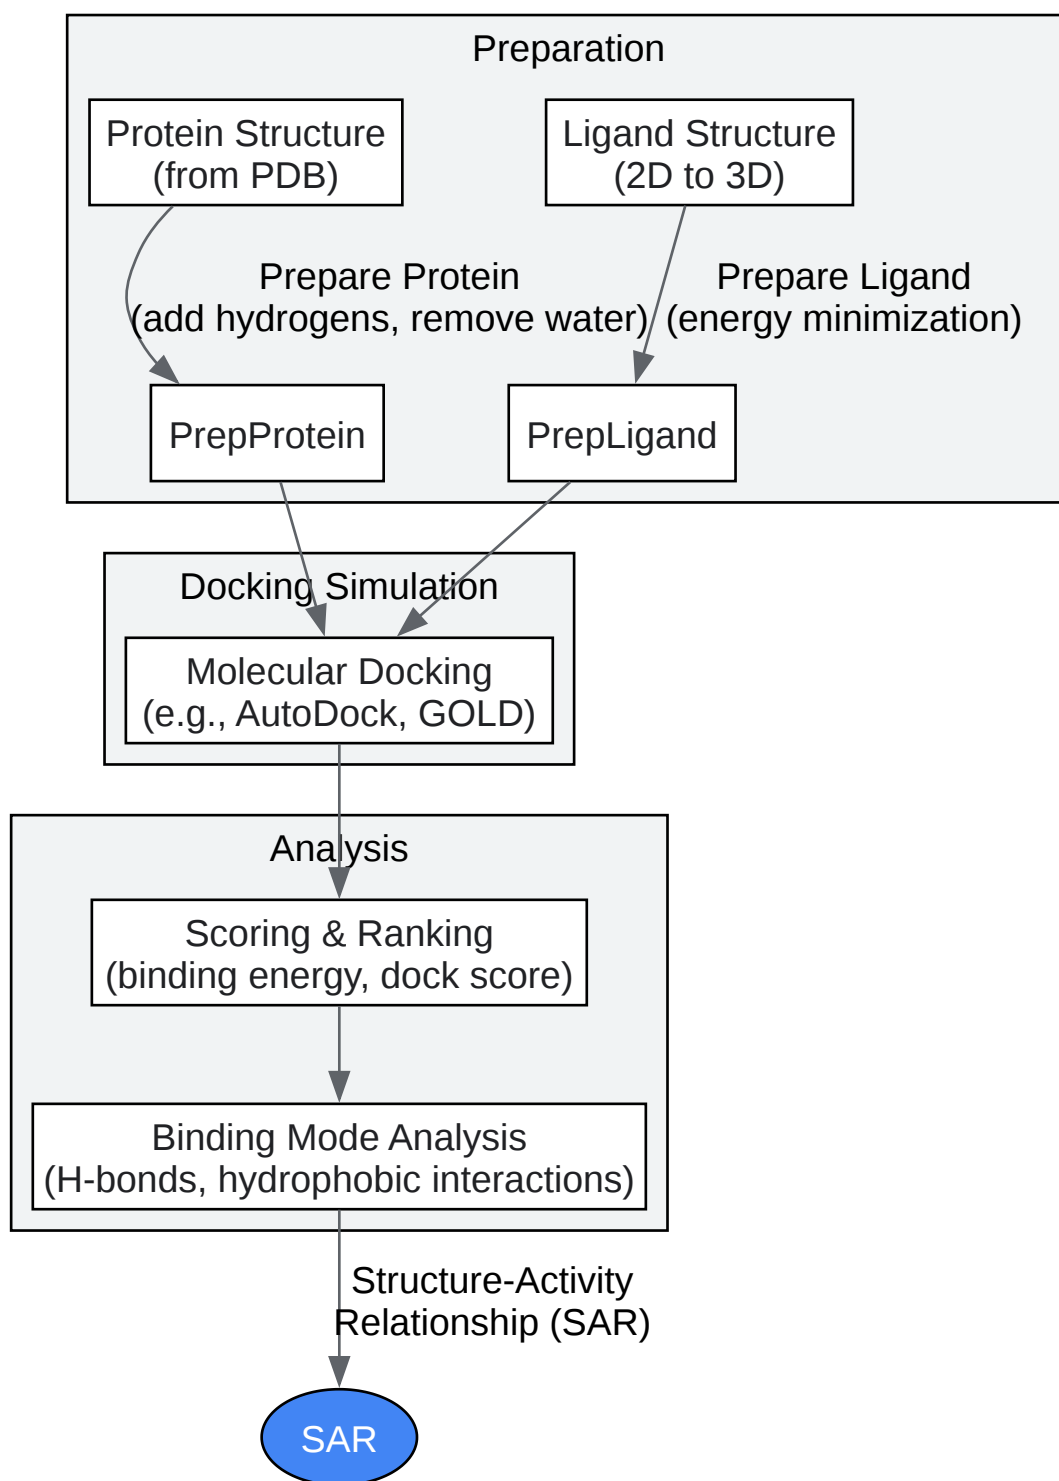 Preparation
Protein Structure
(from PDB)
Ligand Structure
(2D to 3D)
Prepare Protein
(add hydrogens, remove water)
Prepare Ligand
(energy minimization)
PrepProtein
PrepLigand
Docking Simulation
Molecular Docking
(e.g., AutoDock, GOLD)
Analysis
Scoring & Ranking
(binding energy, dock score)
Binding Mode Analysis
(H-bonds, hydrophobic interactions)
Structure-Activity
Relationship (SAR)
SAR